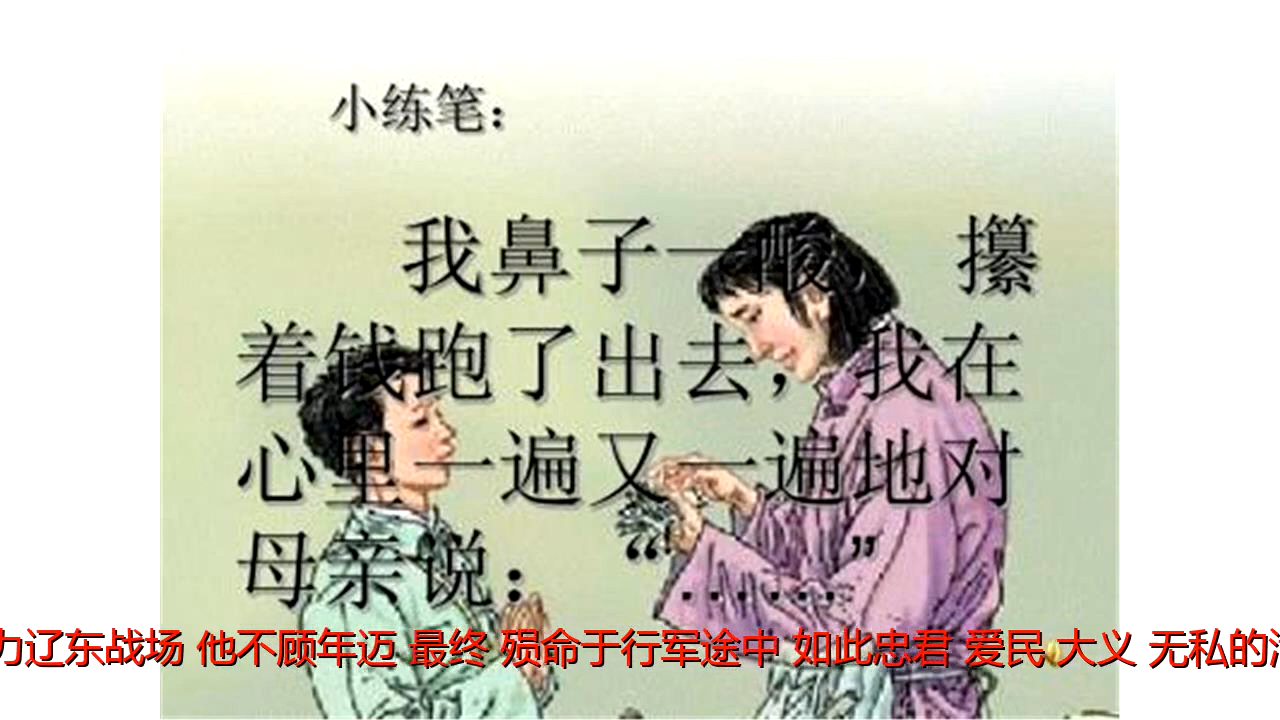 小练笔：
我鼻子一酸，攥
着钱跑了出去，我在
心里一遍又一遍地对
母亲说：“……”
力辽东战场 他不顾年迈 最终 殒命于行军途中 如此忠君 爱民 大义 无私的